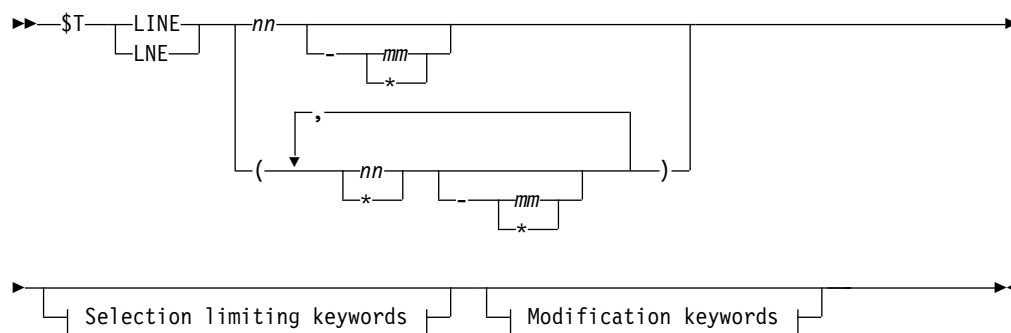 $T LINE nn
LNE - mm
*
,
( nn )
* - mm
*
Selection limiting keywords Modification keywords